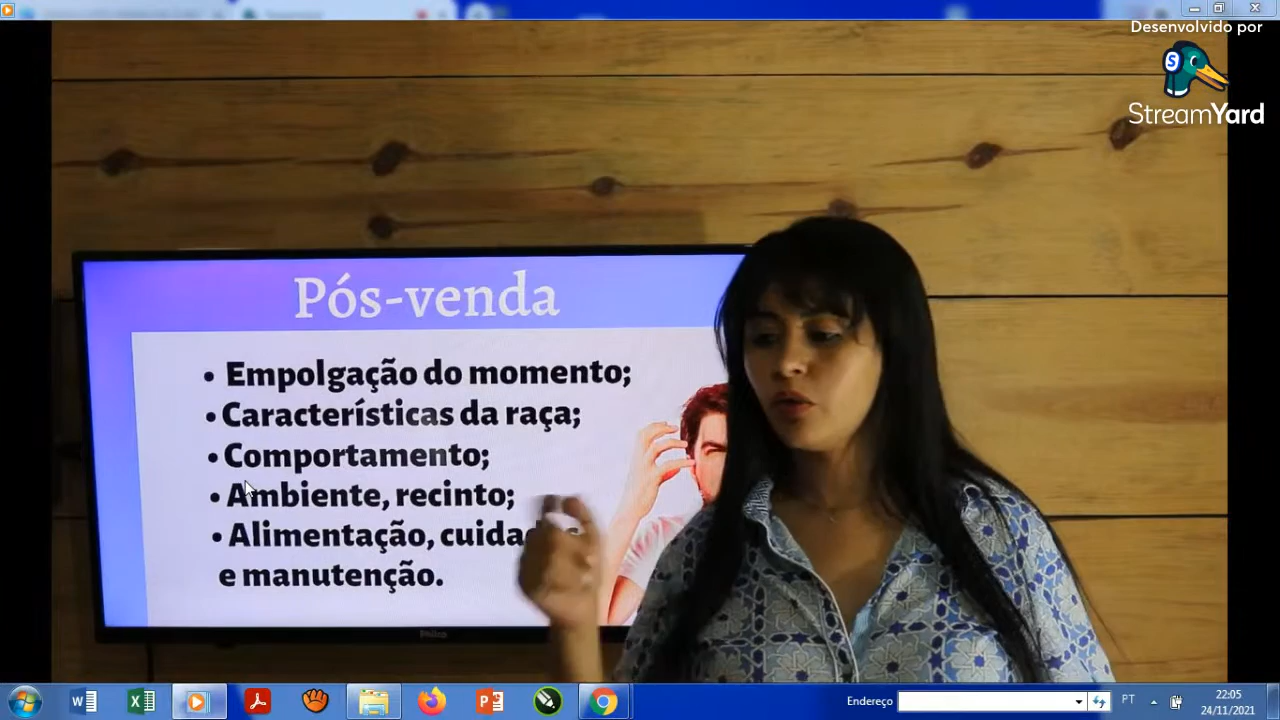 Desenvolvido por
StreamYard
Pós-venda
• Empolgação do momento;
• Características da raça;
• Comportamento;
• Ambiente, recinto;
• Alimentação,
e manutenção.
Philco
Endereço
PT
22:05
24/11/2021